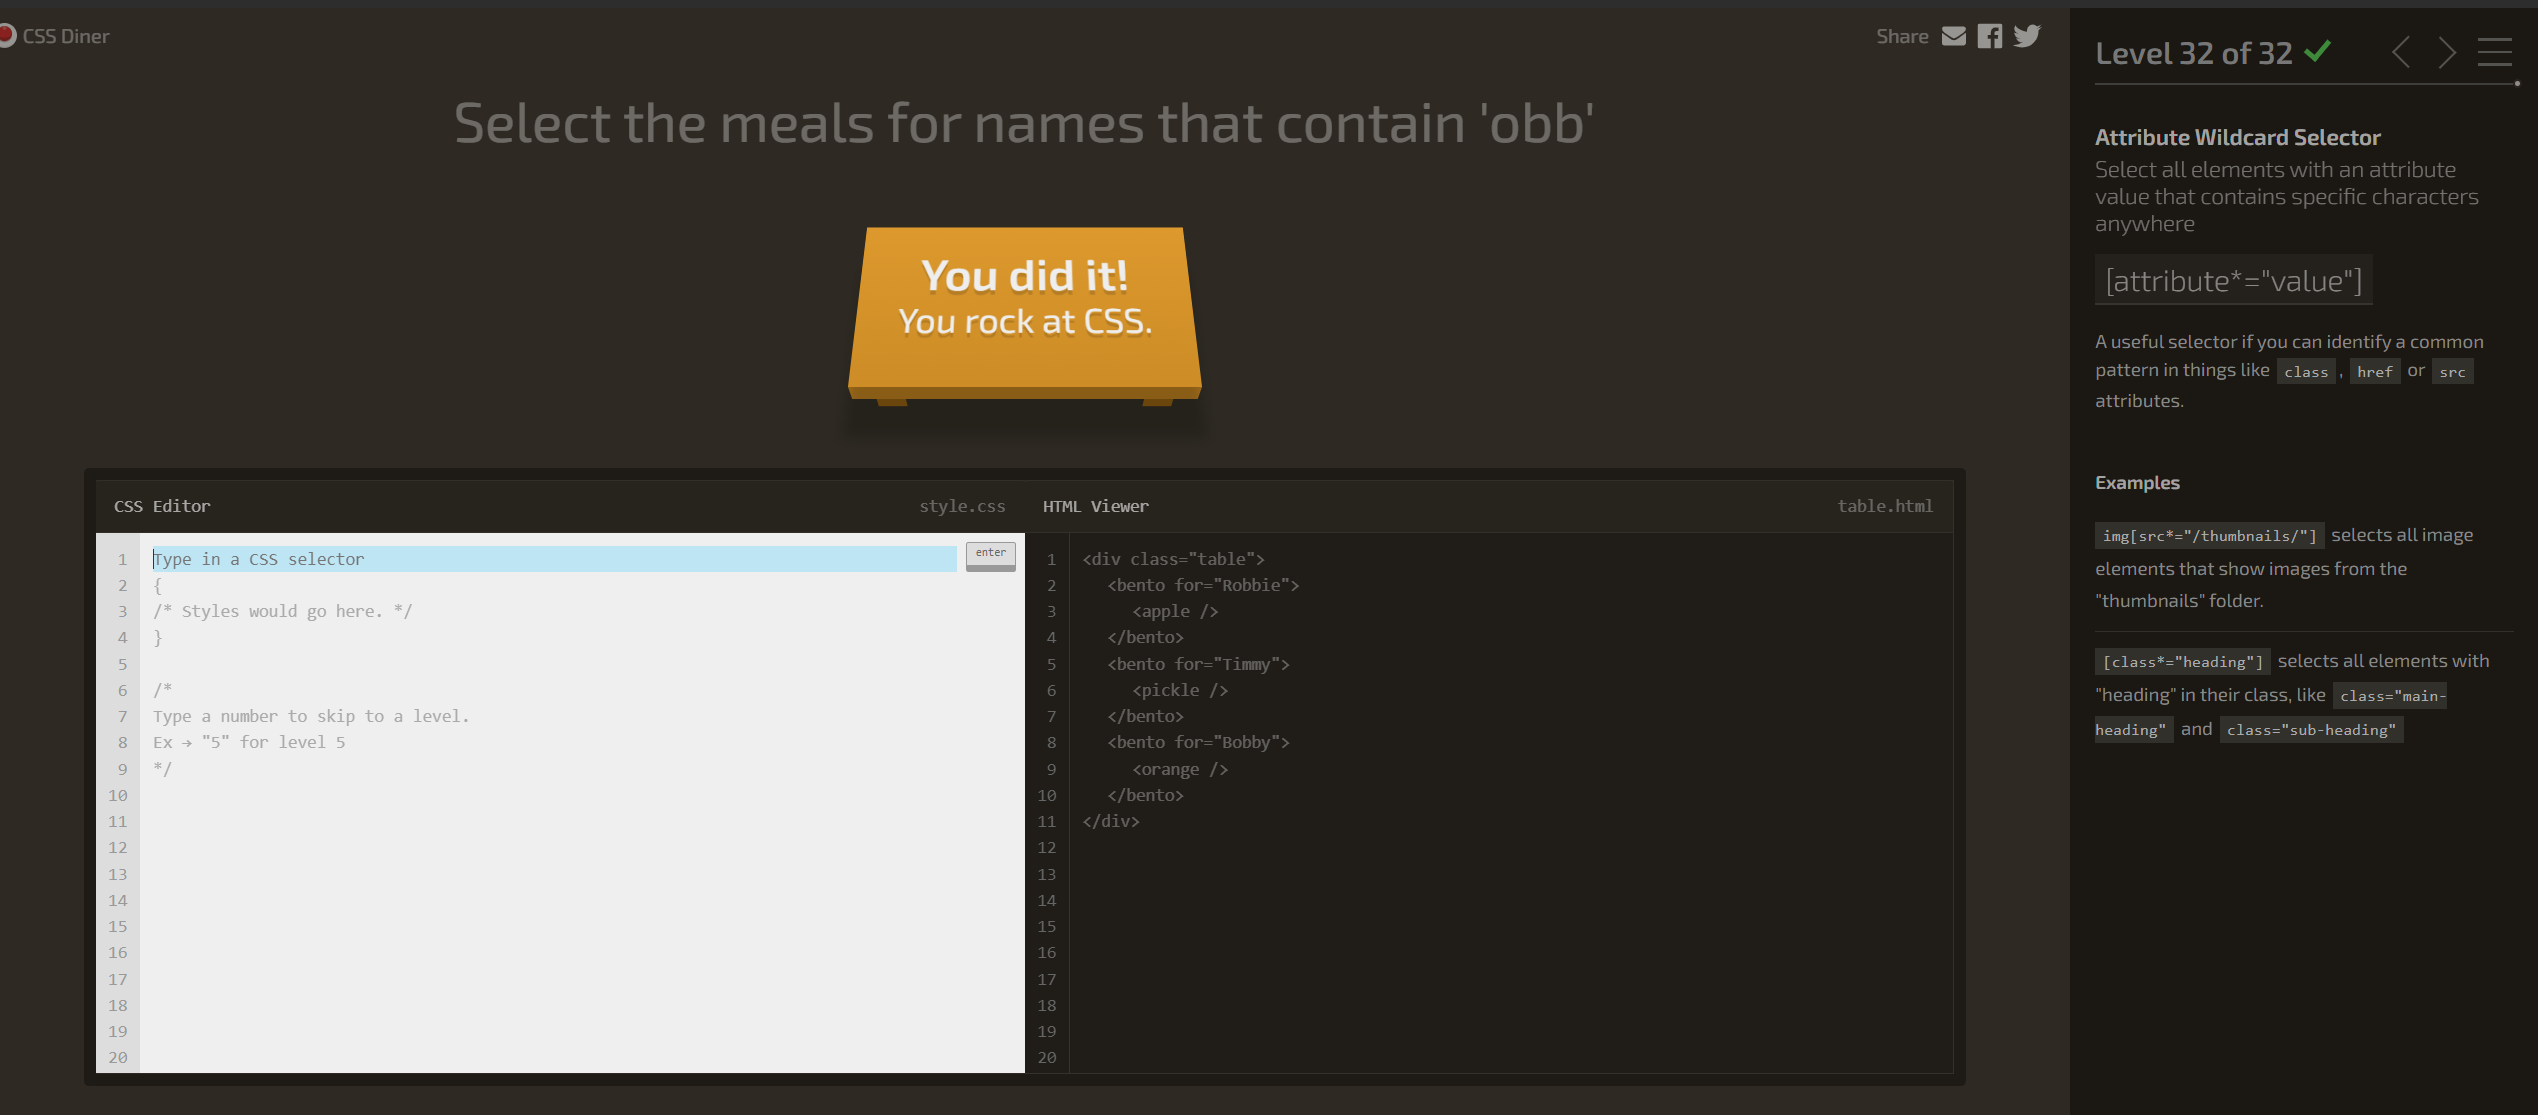 CSS Diner
Share
Select the meals for names that contain 'obb'
You did it!
You rock at CSS.
CSS Editor
style.css
1 Type in a CSS selector
enter
2 {
3 /* Styles would go here. */
4 }
5
6 /*
7 Type a number to skip to a level.
8 Ex → "5" for level 5
9 */
10
11
12
13
14
15
16
17
18
19
20
HTML Viewer
table.html
1 <div class="table">
2 <bento for="Robbie">
3 <apple />
4 </bento>
5 <bento for="Timmy">
6 <pickle />
7 </bento>
8 <bento for="Bobby">
9 <orange />
10 </bento>
11 </div>
12
13
14
15
16
17
18
19
20
Level 32 of 32
Attribute Wildcard Selector
Select all elements with an attribute
value that contains specific characters
anywhere
[attribute*="value"]
A useful selector if you can identify a common
pattern in things like class , href or src
attributes.
Examples
img[src*="/thumbnails/"] selects all image
elements that show images from the
"thumbnails" folder.
[class*="heading"] selects all elements with
"heading" in their class, like class="main-
heading" and class="sub-heading"